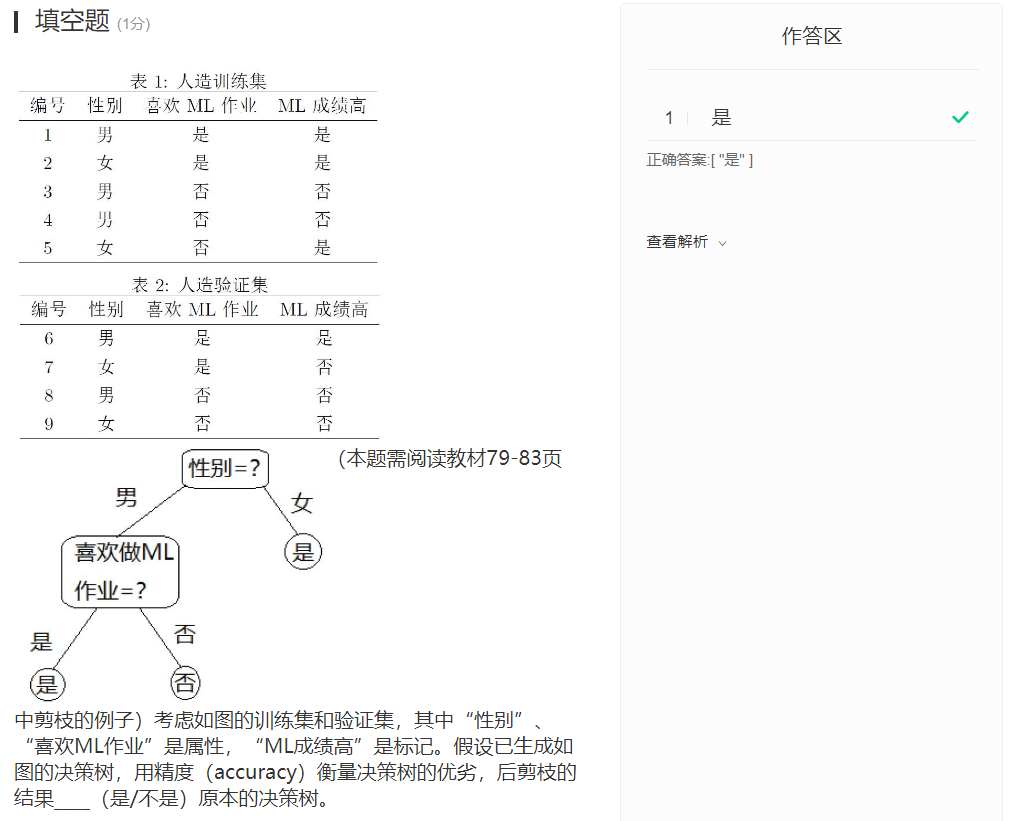 填空题 (1分)
表 1: 人造训练集
编号 性别 喜欢 ML 作业 ML 成绩高
1 男 是 是
2 女 是 是
3 男 否 否
4 男 否 否
5 女 否 是
表 2: 人造验证集
编号 性别 喜欢 ML 作业 ML 成绩高
6 男 是 是
7 女 是 否
8 男 否 否
9 女 否 否
性别=?
(本题需阅读教材79-83页
男
女
是
喜欢做ML
作业=?
是
否
是
否
中剪枝的例子）考虑如图的训练集和验证集，其中“性别”、
“喜欢ML作业”是属性，“ML成绩高”是标记。假设已生成如
图的决策树，用精度（accuracy）衡量决策树的优劣，后剪枝的
结果____（是/不是）原本的决策树。
作答区
1 是
正确答案:[ "是" ]
查看解析